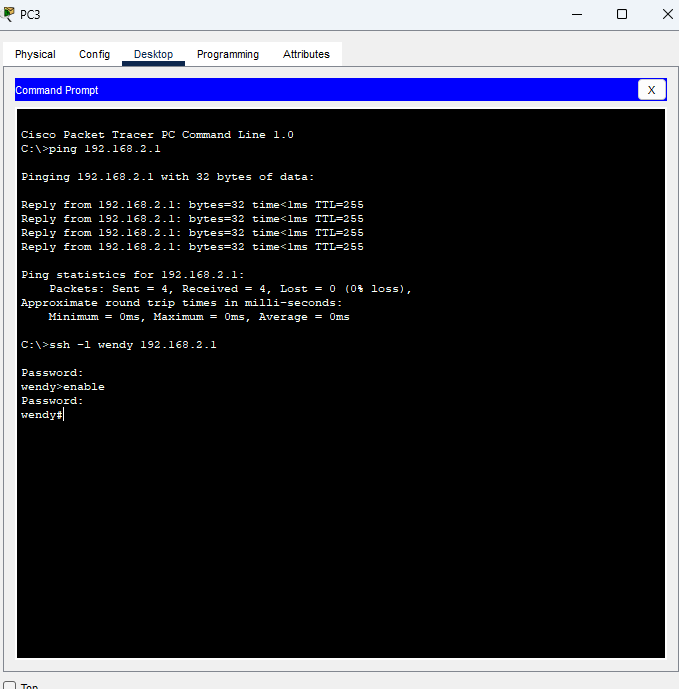 PC3
Physical Config Desktop Programming Attributes
Command Prompt X
Cisco Packet Tracer PC Command Line 1.0
C:\>ping 192.168.2.1
Pinging 192.168.2.1 with 32 bytes of data:
Reply from 192.168.2.1: bytes=32 time<1ms TTL=255
Reply from 192.168.2.1: bytes=32 time<1ms TTL=255
Reply from 192.168.2.1: bytes=32 time<1ms TTL=255
Reply from 192.168.2.1: bytes=32 time<1ms TTL=255
Ping statistics for 192.168.2.1:
Packets: Sent = 4, Received = 4, Lost = 0 (0% loss),
Approximate round trip times in milli-seconds:
Minimum = 0ms, Maximum = 0ms, Average = 0ms
C:\>ssh -l wendy 192.168.2.1
Password:
wendy>enable
Password:
wendy#
Top